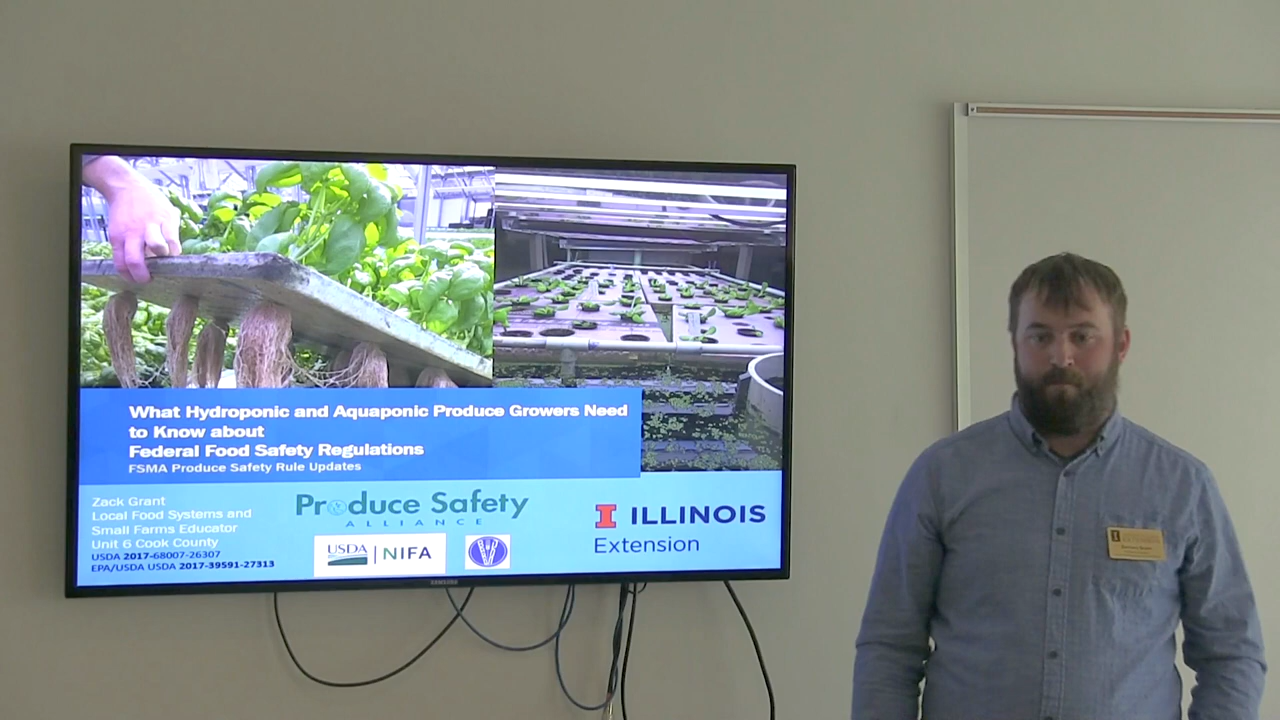 What Hydroponic and Aquaponic Produce Growers Need
to Know about
Federal Food Safety Regulations
FSMA Produce Safety Rule Updates
Zack Grant
Local Food Systems and
Small Farms Educator
Unit 6 Cook County
USDA 2017-68007-26307
EPA/USDA USDA 2017-39591-27313
Produce Safety
ALLIANCE
USDA NIFA
I ILLINOIS
Extension
SAMSUNG